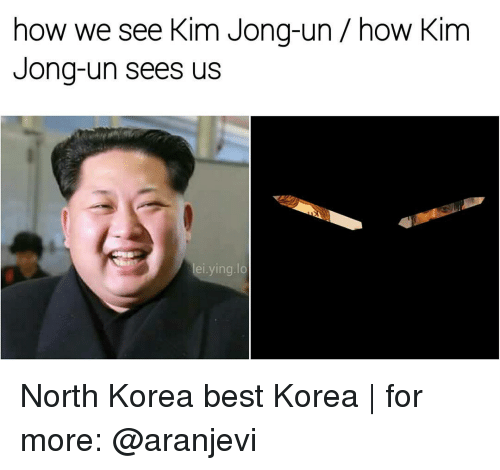 how we see Kim Jong-un / how Kim
Jong-un sees us
lei.ying.lo
North Korea best Korea | for
more: @aranjevi